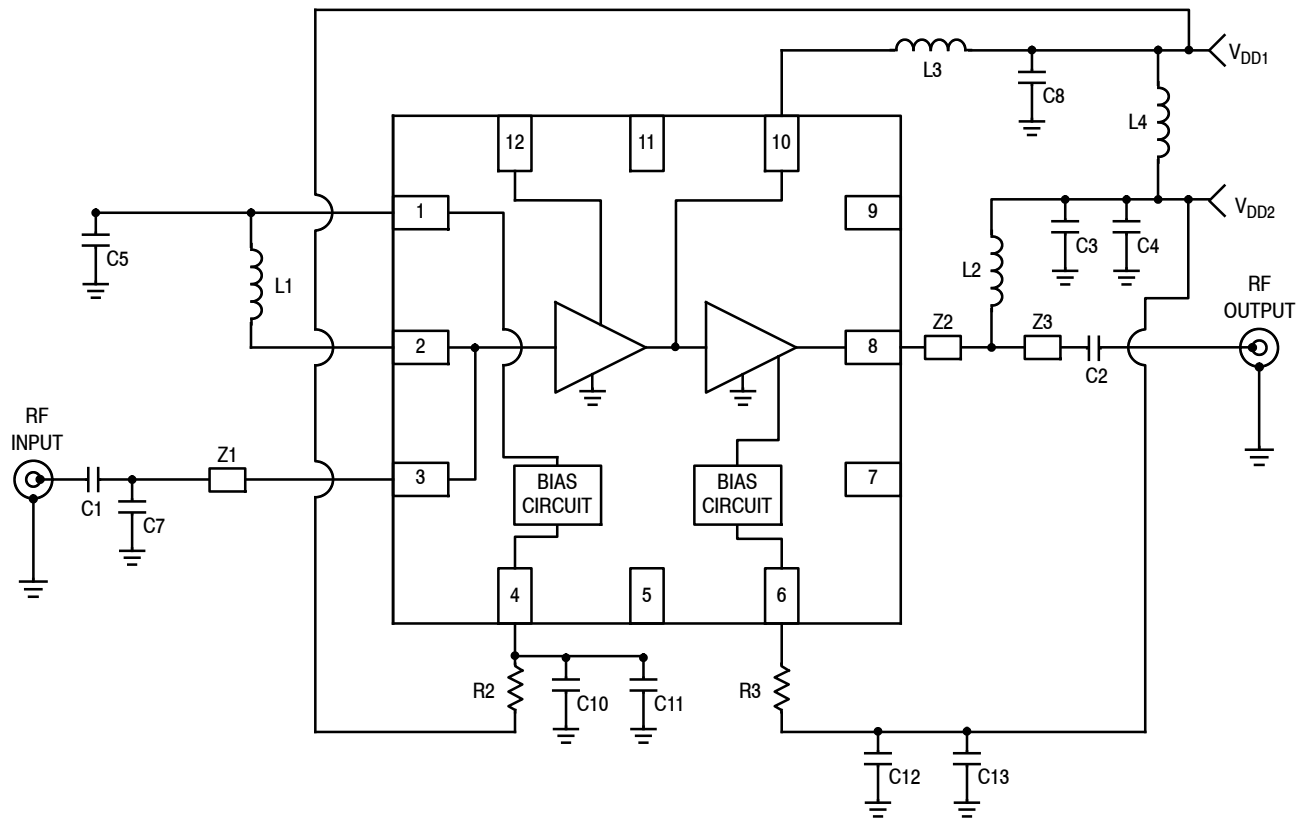 L3
V_DD1
C8
L4
12
11
10
1
9
V_DD2
C5
L1
C3
C4
L2
RF
OUTPUT
2
8
Z2
Z3
C2
RF
INPUT
Z1
3
7
C1
C7
BIAS
CIRCUIT
BIAS
CIRCUIT
4
5
6
R2
C10
C11
R3
C12
C13